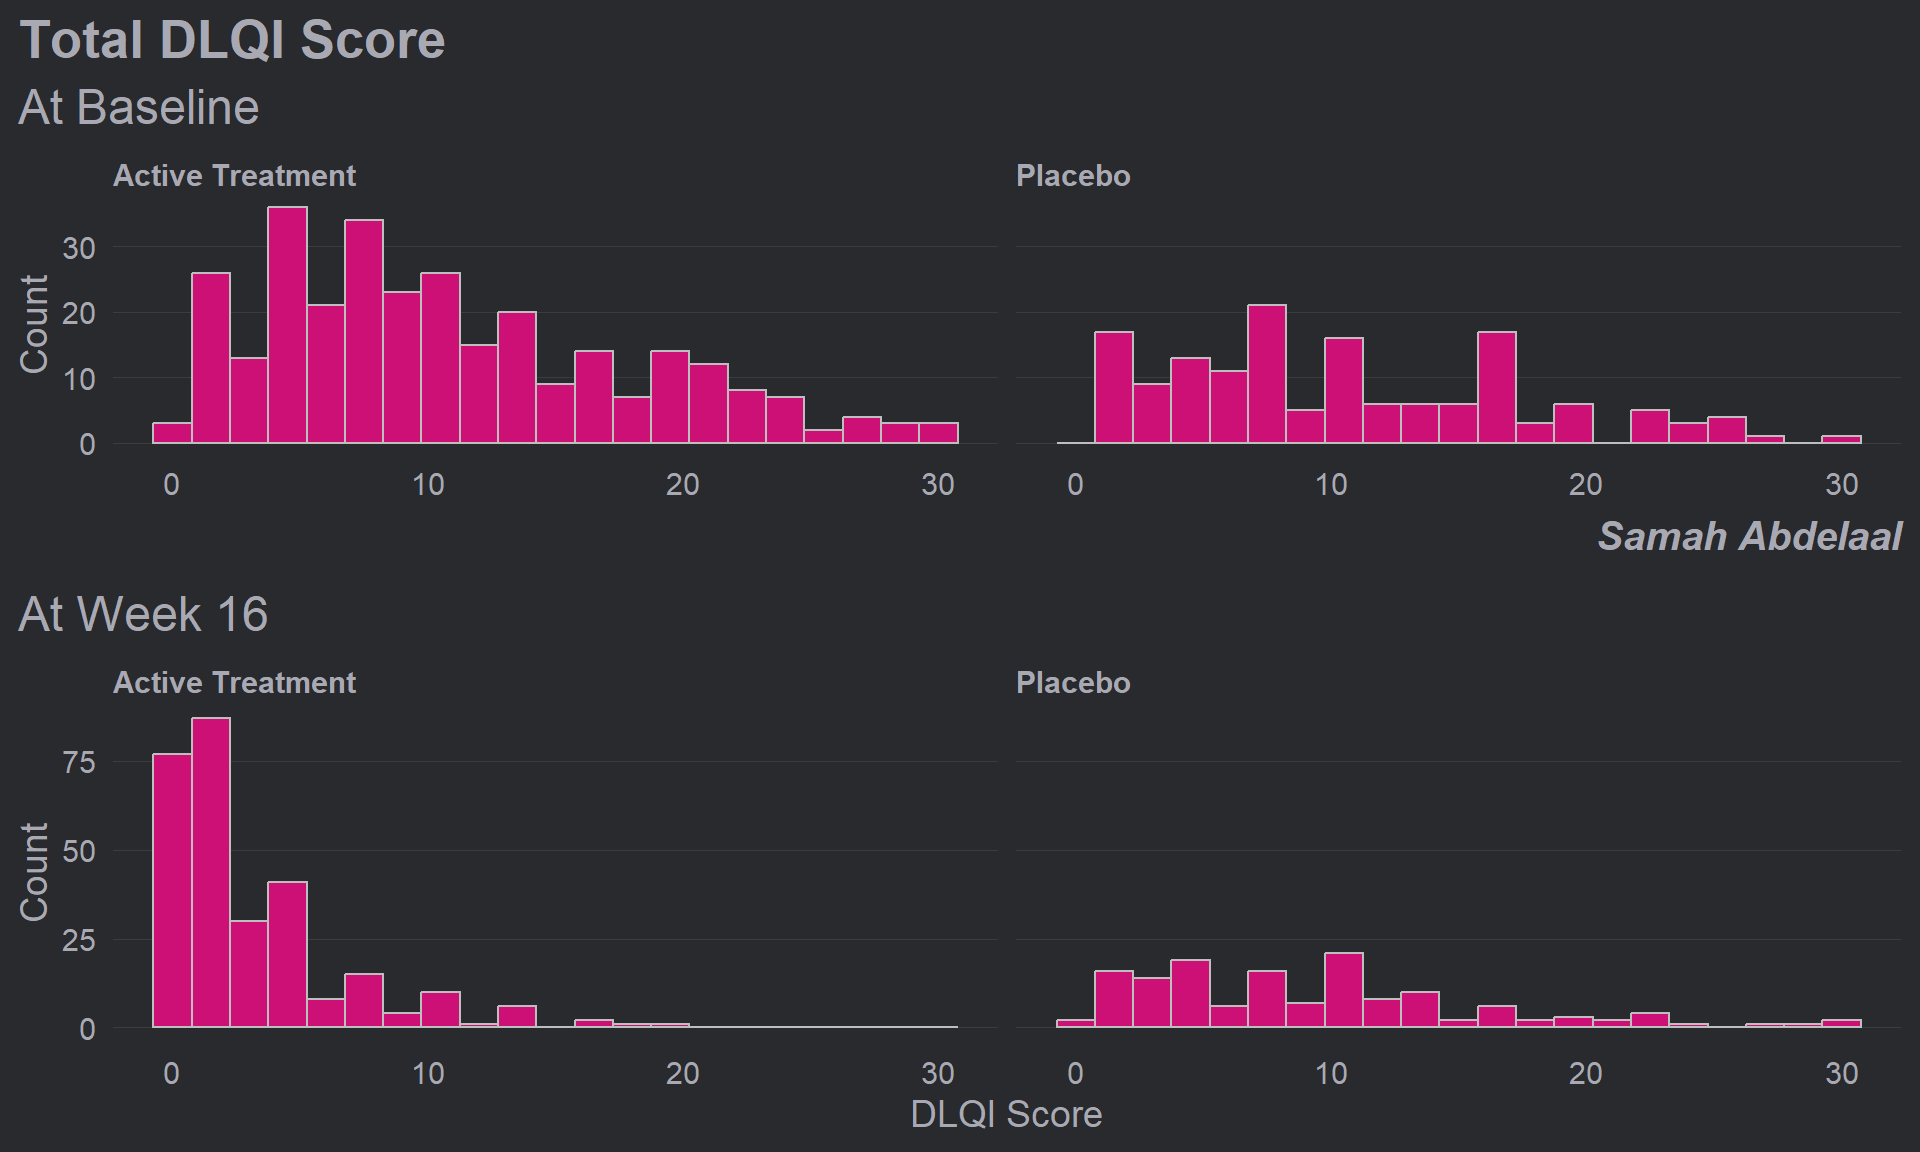 Total DLQI Score
At Baseline
Active Treatment
Placebo
Count
30
20
10
0
0 10 20 30
0 10 20 30
Samah Abdelaal
At Week 16
Active Treatment
Placebo
Count
75
50
25
0
0 10 20 30
0 10 20 30
DLQI Score